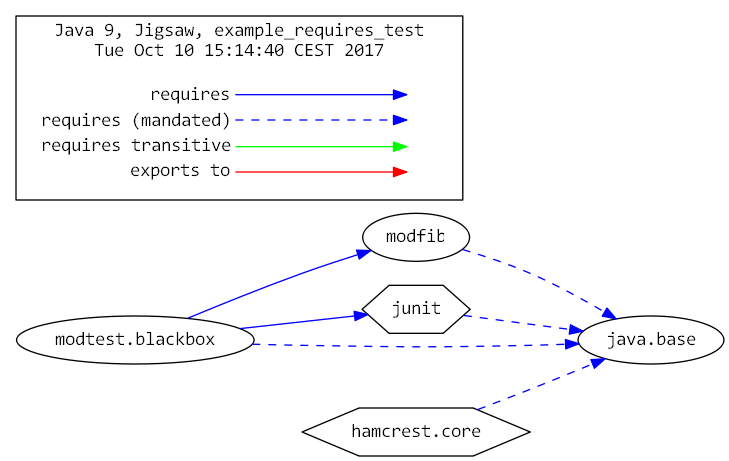 Java 9, Jigsaw, example_requires_test
Tue Oct 10 15:14:40 CEST 2017
requires
requires (mandated)
requires transitive
exports to
modfib
junit
modtest.blackbox
java.base
hamcrest.core